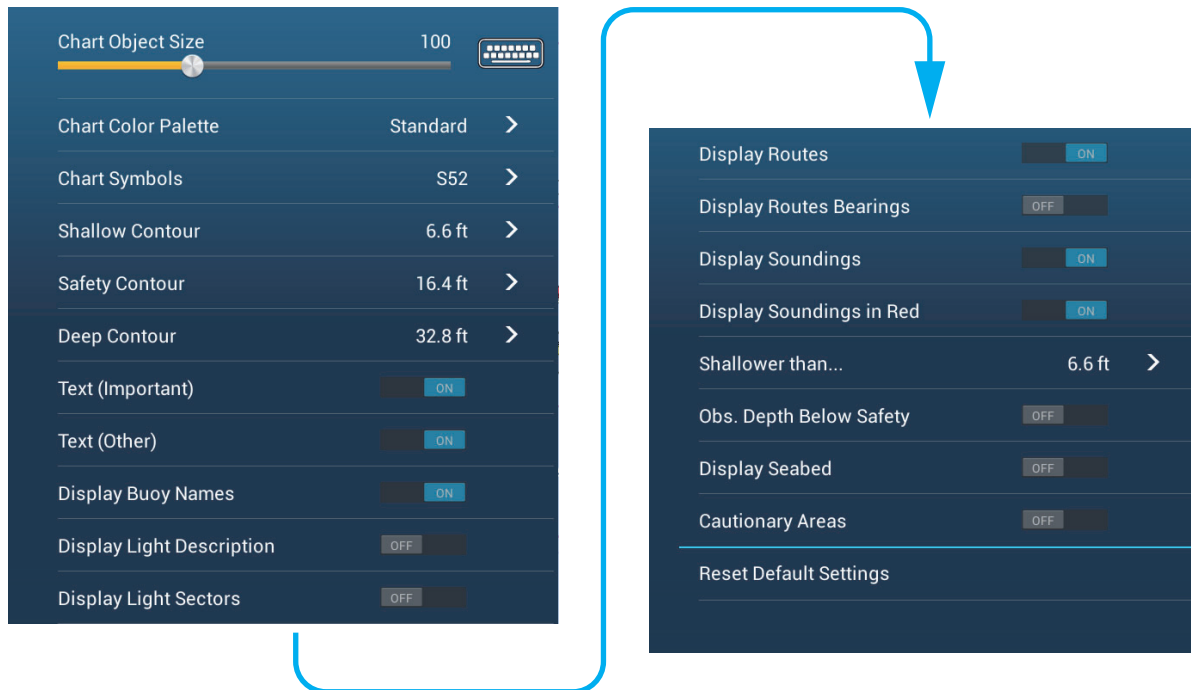 Chart Object Size 100
Chart Color Palette Standard
Chart Symbols S52
Shallow Contour 6.6 ft
Safety Contour 16.4 ft
Deep Contour 32.8 ft
Text (Important) ON
Text (Other) ON
Display Buoy Names ON
Display Light Description OFF
Display Light Sectors OFF
Display Routes ON
Display Routes Bearings OFF
Display Soundings ON
Display Soundings in Red ON
Shallower than... 6.6 ft
Obs. Depth Below Safety OFF
Display Seabed OFF
Cautionary Areas OFF
Reset Default Settings